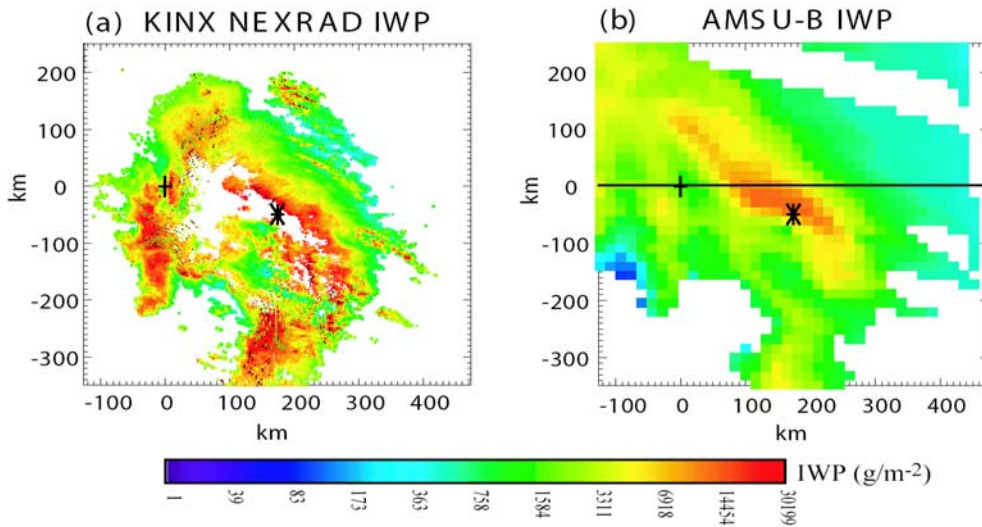 (a) KINX NEXRAD IWP
(b) AMSU-B IWP
200
100
0
-100
-200
-300
km
-100 0 100 200 300 400
km
200
100
0
-100
-200
-300
km
-100 0 100 200 300 400
km
1 39 83 173 363 758 1584 3311 6918 14454 30199
IWP (g/m-2)